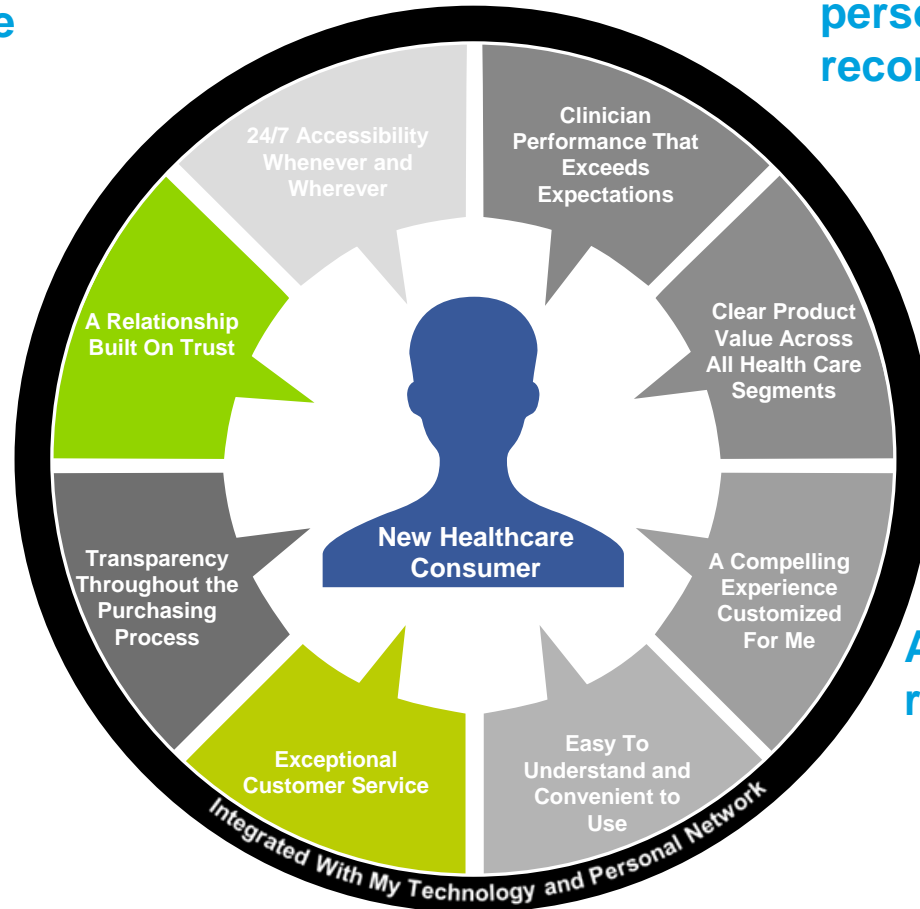 24/7 Accessibility
Whenever and
Wherever
Clinician
Performance That
Exceeds
Expectations
A Relationship
Built On Trust
Clear Product
Value Across
All Health Care
Segments
New Healthcare
Consumer
Transparency
Throughout the
Purchasing
Process
A Compelling
Experience
Customized
For Me
Exceptional
Customer Service
Easy To
Understand and
Convenient to
Use
Integrated With My Technology and Personal Network